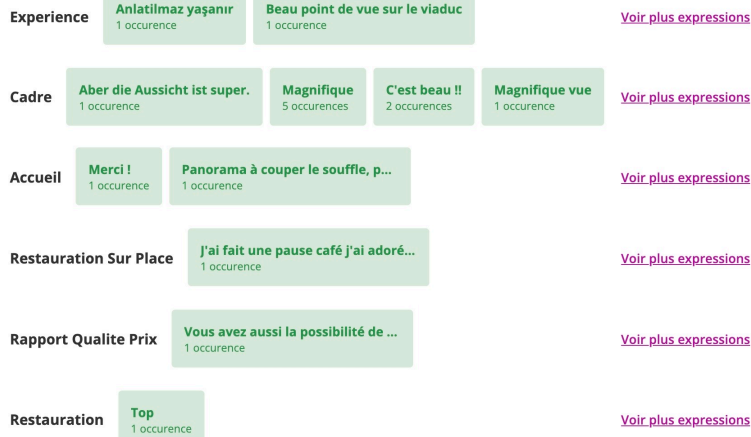 Experience
Anlatilmaz yaşanır
1 occurence
Beau point de vue sur le viaduc
1 occurence
Voir plus expressions
Cadre
Aber die Aussicht ist super.
1 occurence
Magnifique
5 occurences
C'est beau !!
2 occurences
Magnifique vue
1 occurence
Voir plus expressions
Accueil
Merci !
1 occurence
Panorama à couper le souffle, p...
1 occurence
Voir plus expressions
Restauration Sur Place
J'ai fait une pause café j'ai adoré...
1 occurence
Voir plus expressions
Rapport Qualite Prix
Vous avez aussi la possibilité de ...
1 occurence
Voir plus expressions
Restauration
Top
1 occurence
Voir plus expressions